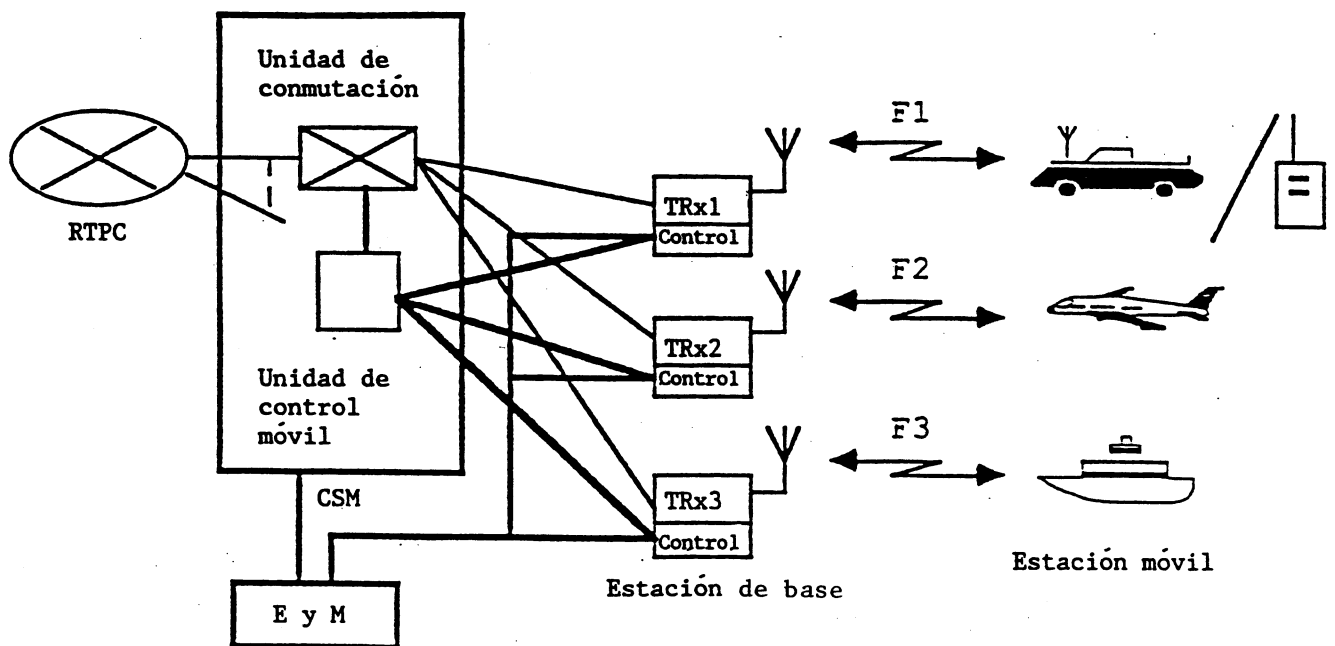 Unidad de
conmutación
RTPC
Unidad de
control
móvil
CSM
E y M
TRx1
Control
TRx2
Control
TRx3
Control
Estación de base
F1
F2
F3
Estación móvil